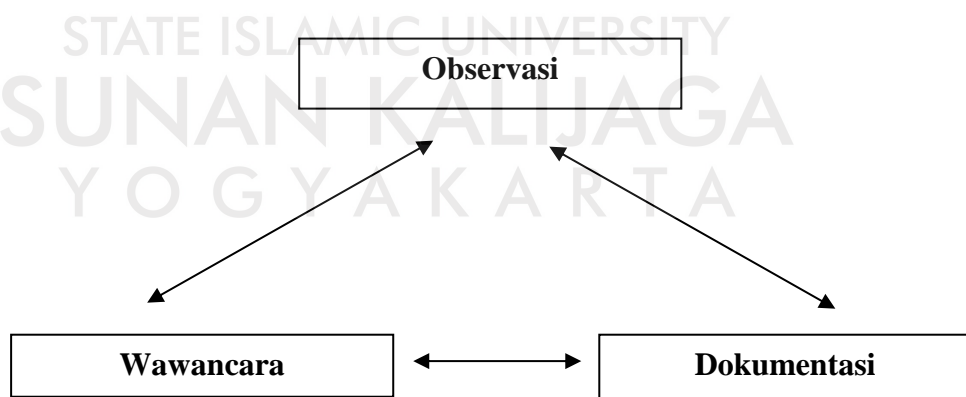 STATE ISLAMIC UNIVERSITY
Observasi
SUNAN KALIJAGA
YOGYAKARTA
Wawancara
Dokumentasi